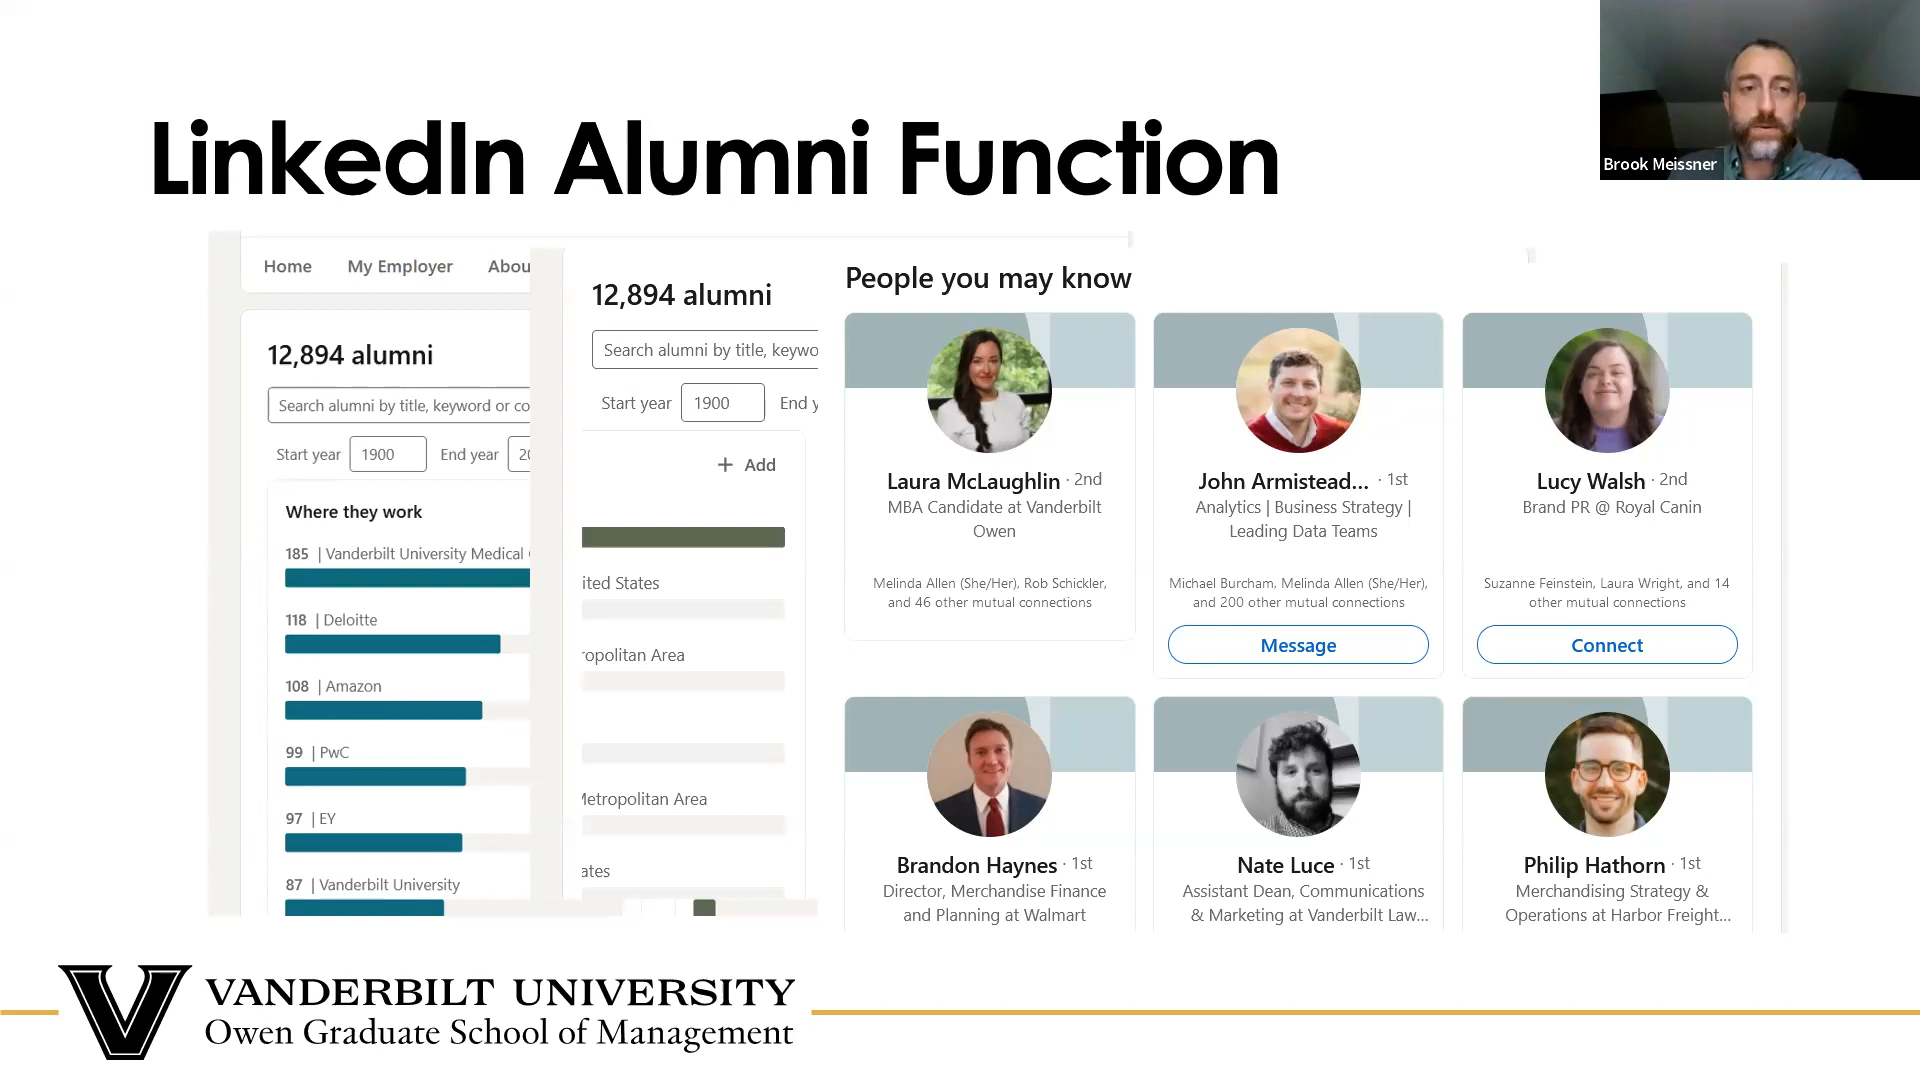 LinkedIn Alumni Function
Brook Meissner
Home My Employer Abou
12,894 alumni
Search alumni by title, keyword or co
Start year 1900 End year 20
Where they work
185 | Vanderbilt University Medical
118 | Deloitte
108 | Amazon
99 | PwC
97 | EY
87 | Vanderbilt University
12,894 alumni
Search alumni by title, keywo
Start year 1900 End y
+ Add
ited States
ropolitan Area
Metropolitan Area
ates
People you may know
Laura McLaughlin · 2nd
MBA Candidate at Vanderbilt
Owen
Melinda Allen (She/Her), Rob Schickler,
and 46 other mutual connections
John Armistead... · 1st
Analytics | Business Strategy |
Leading Data Teams
Michael Burcham, Melinda Allen (She/Her),
and 200 other mutual connections
Message
Lucy Walsh · 2nd
Brand PR @ Royal Canin
Suzanne Feinstein, Laura Wright, and 14
other mutual connections
Connect
Brandon Haynes · 1st
Director, Merchandise Finance
and Planning at Walmart
Nate Luce · 1st
Assistant Dean, Communications
& Marketing at Vanderbilt Law...
Philip Hathorn · 1st
Merchandising Strategy &
Operations at Harbor Freight...
V VANDERBILT UNIVERSITY
Owen Graduate School of Management